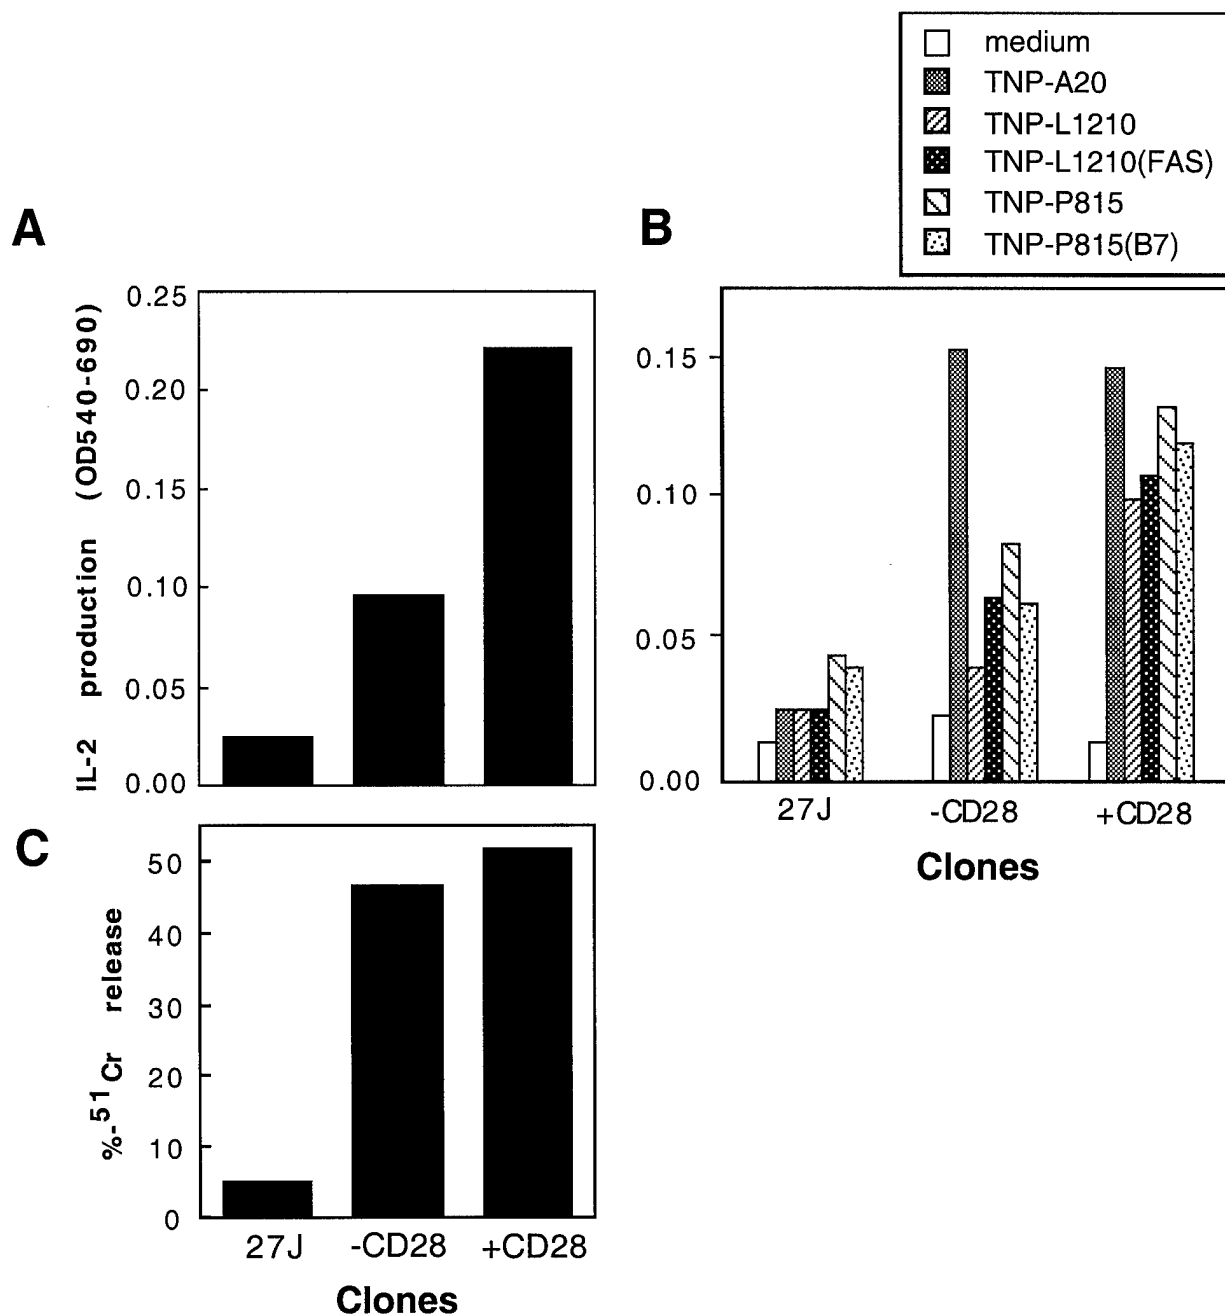 medium
TNP-A20
TNP-L1210
TNP-L1210(FAS)
TNP-P815
TNP-P815(B7)
A
IL-2 production (OD540-690)
0.25
0.20
0.15
0.10
0.05
0.00
B
0.15
0.10
0.05
0.00
27J -CD28 +CD28
Clones
C
%-51Cr release
50
40
30
20
10
0
27J -CD28 +CD28
Clones